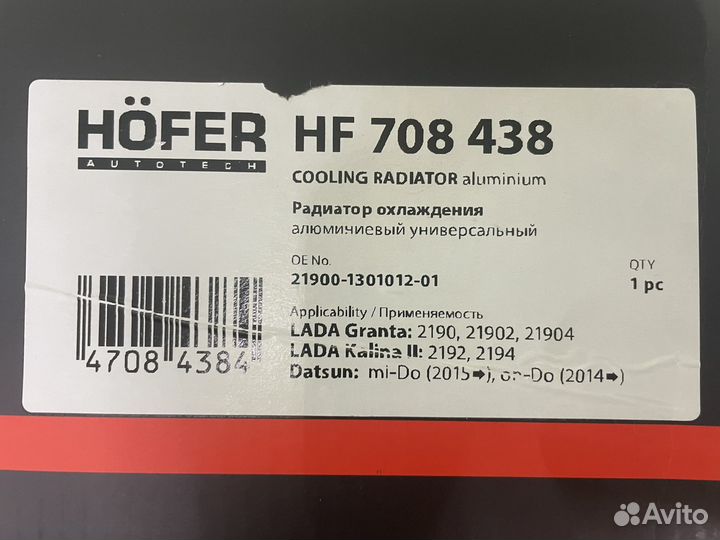 HÖFER
AUTOTECH
HF 708 438
COOLING RADIATOR aluminium
Радиатор охлаждения
алюминиевый универсальный
OE No.
21900-1301012-01
QTY
1 pc
Applicability / Применяемость
LADA Granta: 2190, 21902, 21904
LADA Kalina II: 2192, 2194
Datsun: mi-Do (2015➡), on-Do (2014➡)
4708 4384
Avito